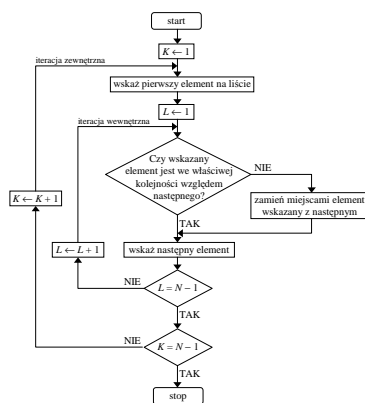 start
K ← 1
iteracja zewnętrzna
wskaż pierwszy element na liście
L ← 1
iteracja wewnętrzna
Czy wskazany
element jest we właściwej
kolejności względem
następnego?
NIE
K ← K + 1
zamień miejscami element
wskazany z następnym
TAK
L ← L + 1
wskaż następny element
NIE
L = N − 1
TAK
NIE
K = N − 1
TAK
stop